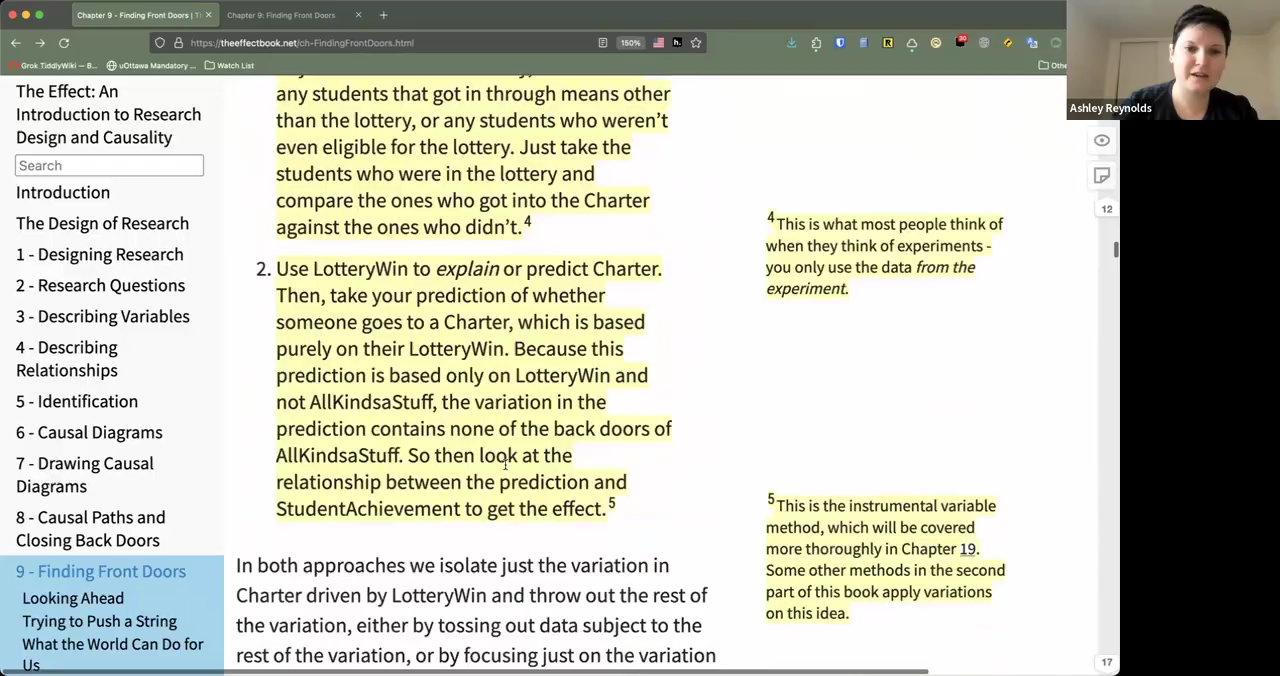 Chapter 9 - Finding Front Doors | Th
Chapter 9: Finding Front Doors
https://theeffectbook.net/ch-FindingFrontDoors.html
150%
h.
R
30
Grok TiddlyWiki — B...
uOttawa Mandatory ...
Watch List
Othe
Ashley Reynolds
The Effect: An
Introduction to Research
Design and Causality
Search
Introduction
The Design of Research
1 - Designing Research
2 - Research Questions
3 - Describing Variables
4 - Describing
Relationships
5 - Identification
6 - Causal Diagrams
7 - Drawing Causal
Diagrams
8 - Causal Paths and
Closing Back Doors
9 - Finding Front Doors
Looking Ahead
Trying to Push a String
What the World Can Do for
Us
any students that got in through means other
than the lottery, or any students who weren’t
even eligible for the lottery. Just take the
students who were in the lottery and
compare the ones who got into the Charter
against the ones who didn’t. 4
2. Use LotteryWin to explain or predict Charter.
Then, take your prediction of whether
someone goes to a Charter, which is based
purely on their LotteryWin. Because this
prediction is based only on LotteryWin and
not AllKindsaStuff, the variation in the
prediction contains none of the back doors of
AllKindsaStuff. So then look at the
relationship between the prediction and
StudentAchievement to get the effect. 5
In both approaches we isolate just the variation in
Charter driven by LotteryWin and throw out the rest of
the variation, either by tossing out data subject to the
rest of the variation, or by focusing just on the variation
4 This is what most people think of
when they think of experiments -
you only use the data from the
experiment.
5 This is the instrumental variable
method, which will be covered
more thoroughly in Chapter 19.
Some other methods in the second
part of this book apply variations
on this idea.
12
17